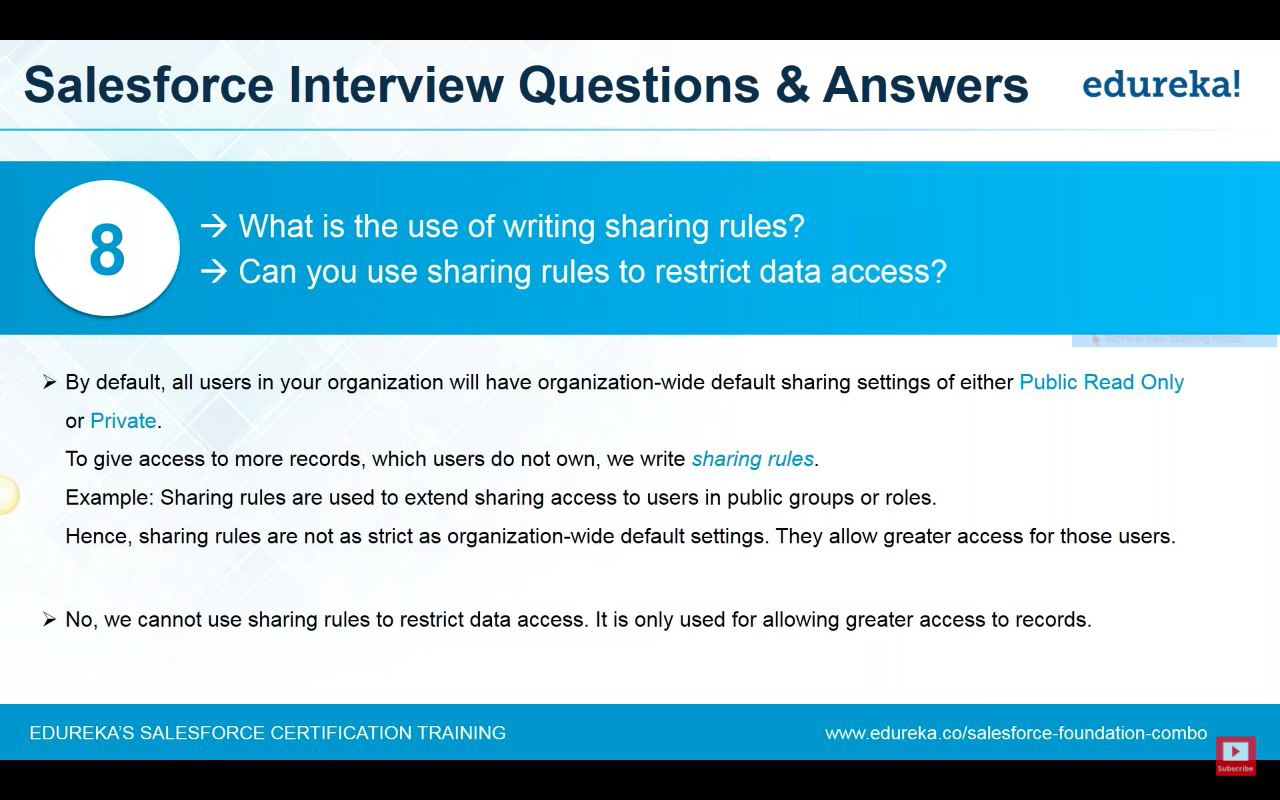 Salesforce Interview Questions & Answers
edureka!
8
→ What is the use of writing sharing rules?
→ Can you use sharing rules to restrict data access?
➢ By default, all users in your organization will have organization-wide default sharing settings of either Public Read Only
or Private.
To give access to more records, which users do not own, we write sharing rules.
Example: Sharing rules are used to extend sharing access to users in public groups or roles.
Hence, sharing rules are not as strict as organization-wide default settings. They allow greater access for those users.
➢ No, we cannot use sharing rules to restrict data access. It is only used for allowing greater access to records.
EDUREKA'S SALESFORCE CERTIFICATION TRAINING
www.edureka.co/salesforce-foundation-combo
Subscribe